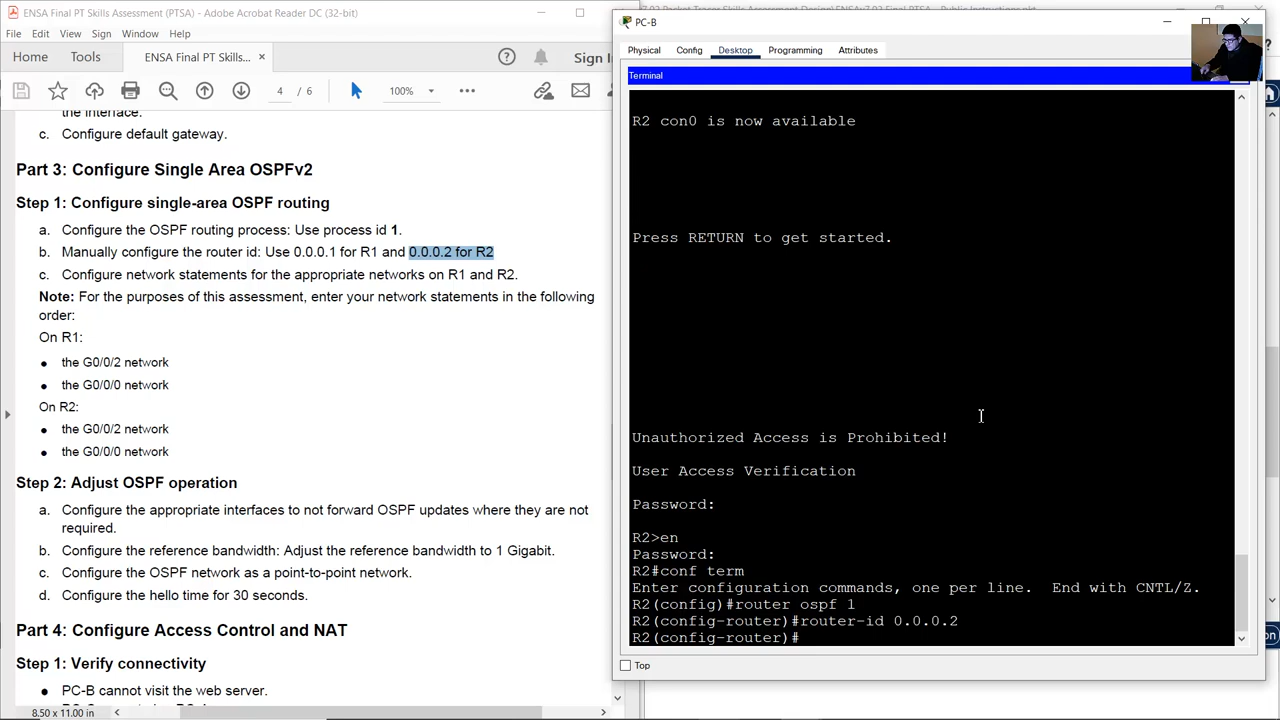 ENSA Final PT Skills Assessment (PTSA) - Adobe Acrobat Reader DC (32-bit)
File Edit View Sign Window Help
Home Tools ENSA Final PT Skills... × Sign I
4 / 6 100%
the interface.
c. Configure default gateway.
Part 3: Configure Single Area OSPFv2
Step 1: Configure single-area OSPF routing
a. Configure the OSPF routing process: Use process id 1.
b. Manually configure the router id: Use 0.0.0.1 for R1 and 0.0.0.2 for R2
c. Configure network statements for the appropriate networks on R1 and R2.
Note: For the purposes of this assessment, enter your network statements in the following
order:
On R1:
● the G0/0/2 network
● the G0/0/0 network
On R2:
● the G0/0/2 network
● the G0/0/0 network
Step 2: Adjust OSPF operation
a. Configure the appropriate interfaces to not forward OSPF updates where they are not
required.
b. Configure the reference bandwidth: Adjust the reference bandwidth to 1 Gigabit.
c. Configure the OSPF network as a point-to-point network.
d. Configure the hello time for 30 seconds.
Part 4: Configure Access Control and NAT
Step 1: Verify connectivity
● PC-B cannot visit the web server.
8.50 x 11.00 in
PC-B
Physical Config Desktop Programming Attributes
Terminal
R2 con0 is now available
Press RETURN to get started.
Unauthorized Access is Prohibited!
User Access Verification
Password:
R2>en
Password:
R2#conf term
Enter configuration commands, one per line.  End with CNTL/Z.
R2(config)#router ospf 1
R2(config-router)#router-id 0.0.0.2
R2(config-router)#
Top